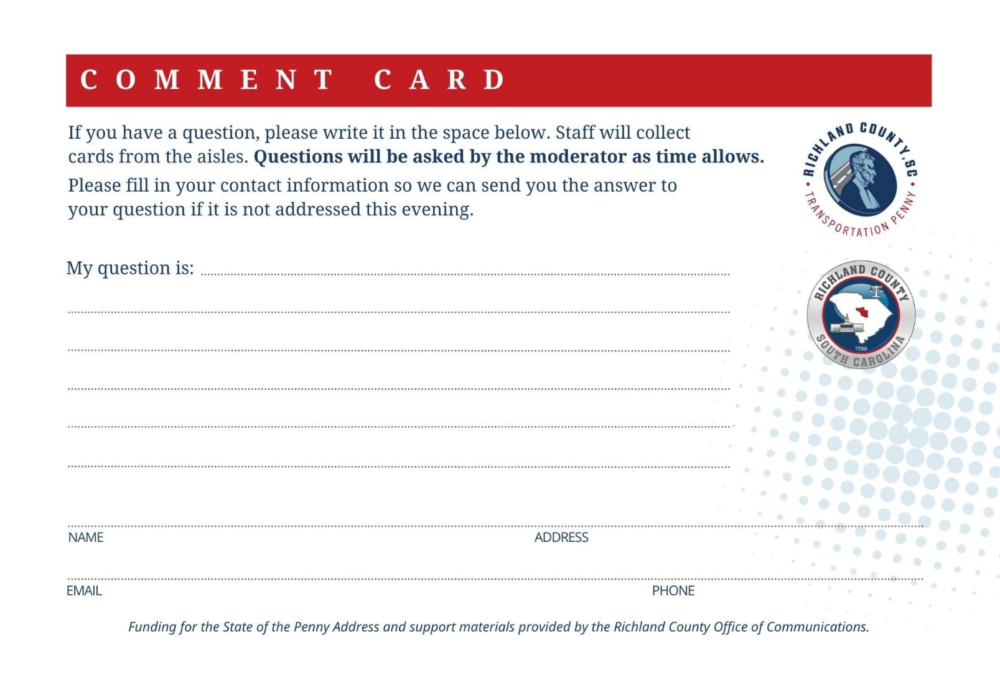 COMMENT CARD
If you have a question, please write it in the space below. Staff will collect
cards from the aisles. Questions will be asked by the moderator as time allows.
Please fill in your contact information so we can send you the answer to
your question if it is not addressed this evening.
RICHLAND COUNTY, SC
• TRANSPORTATION PENNY •
My question is:
RICHLAND COUNTY
1799
SOUTH CAROLINA
NAME ADDRESS
EMAIL PHONE
Funding for the State of the Penny Address and support materials provided by the Richland County Office of Communications.